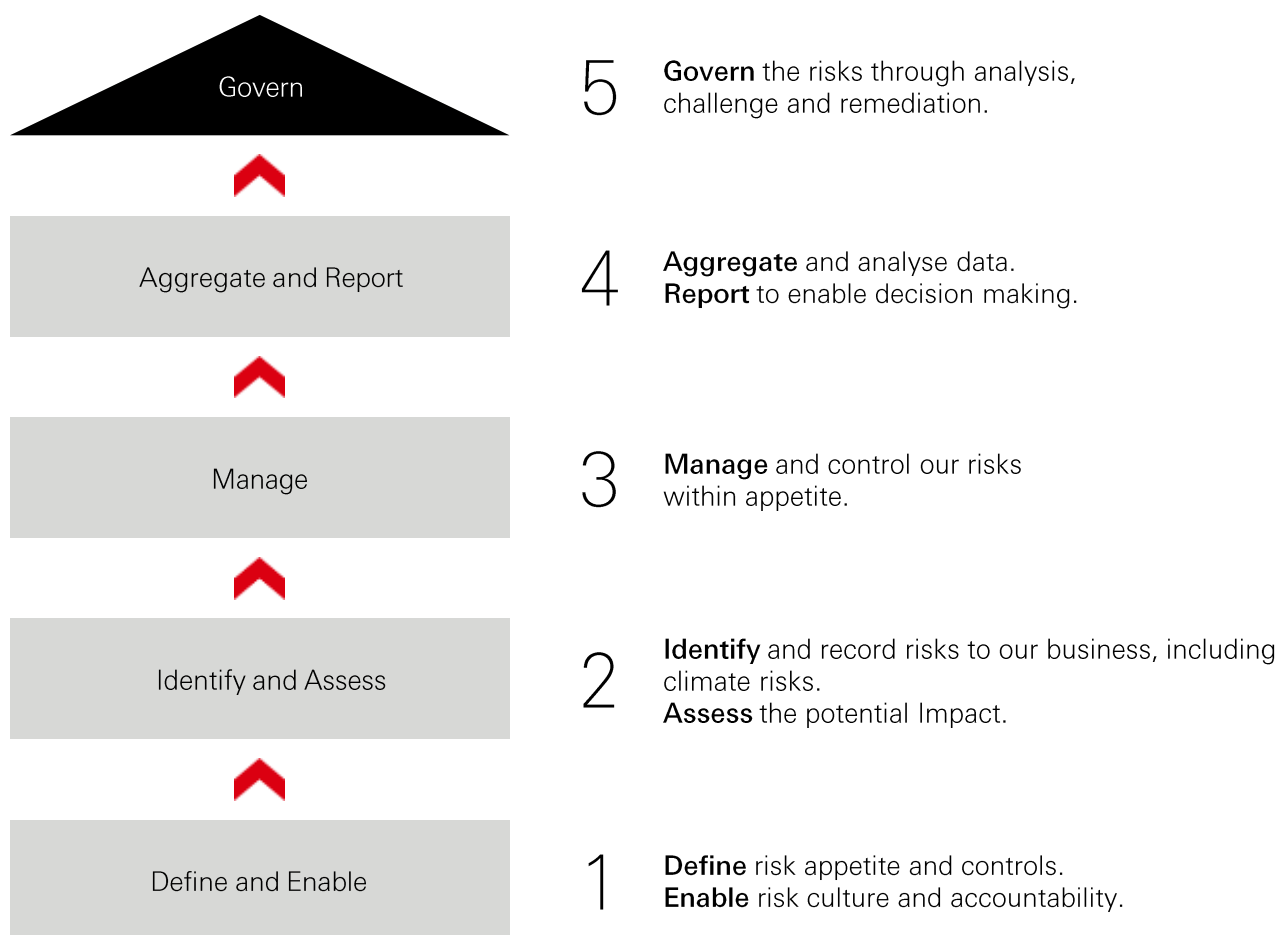 Govern
5
Govern the risks through analysis,
challenge and remediation.
Aggregate and Report
4
Aggregate and analyse data.
Report to enable decision making.
Manage
3
Manage and control our risks
within appetite.
Identify and Assess
2
Identify and record risks to our business, including
climate risks.
Assess the potential Impact.
Define and Enable
1
Define risk appetite and controls.
Enable risk culture and accountability.